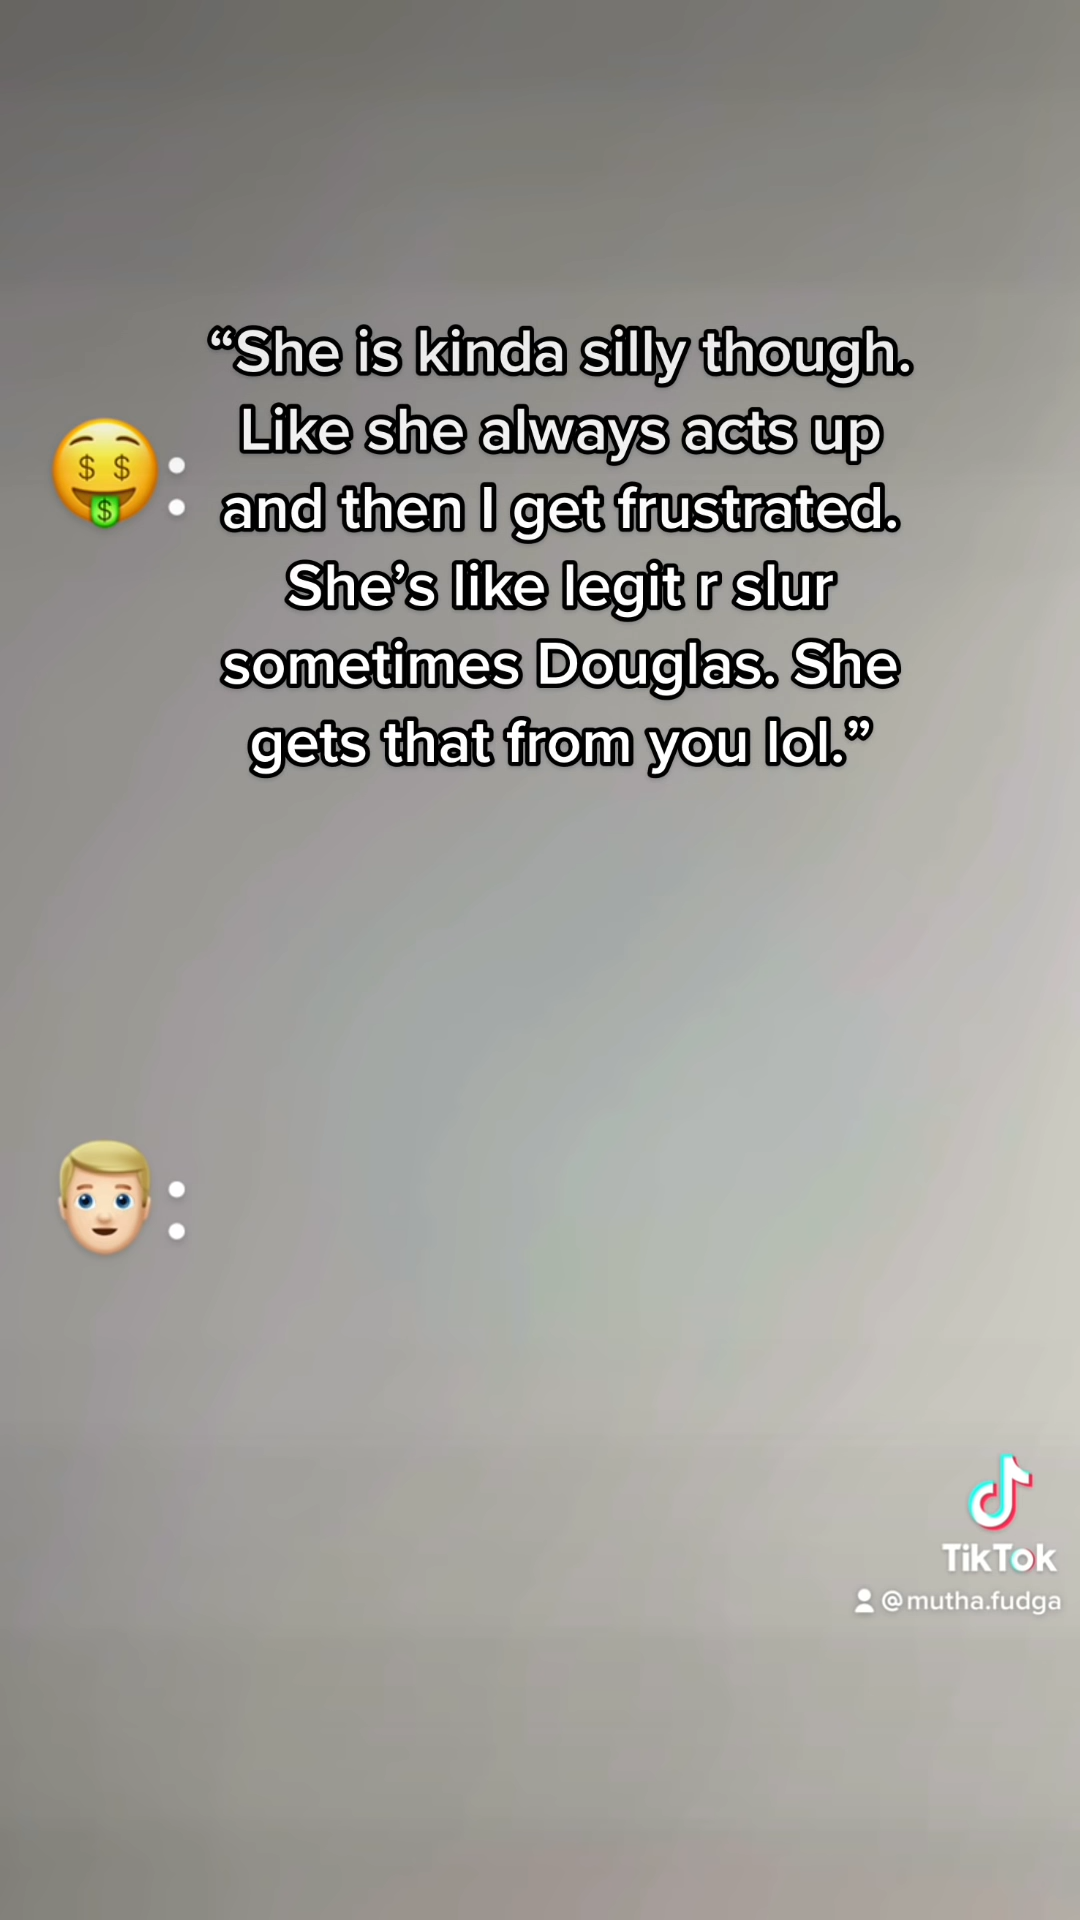 “She is kinda silly though.
Like she always acts up
and then I get frustrated.
She’s like legit r slur
sometimes Douglas. She
gets that from you lol.”
:
:
TikTok
@mutha.fudga